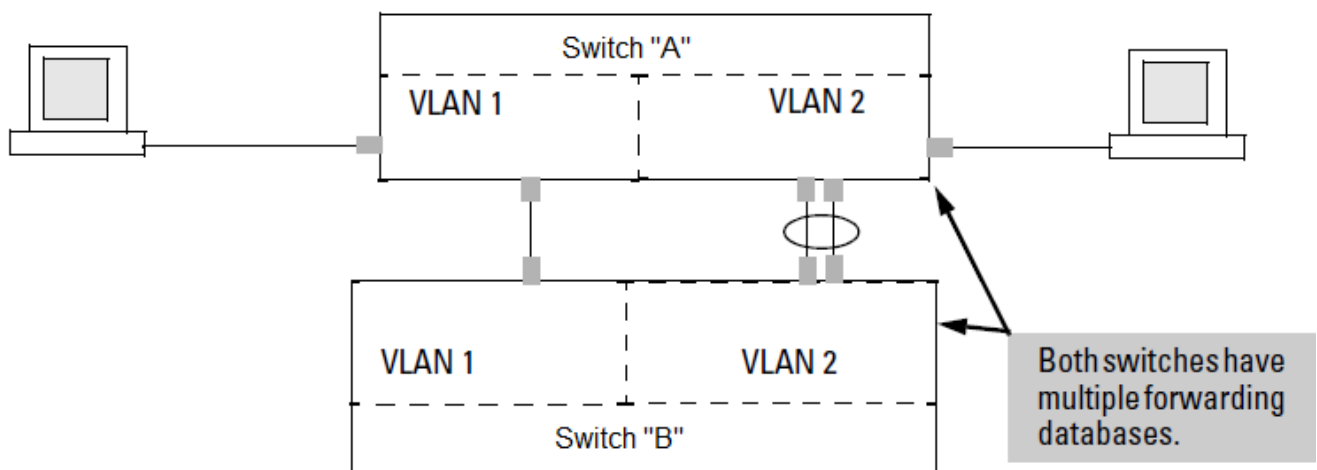 Switch "A"
VLAN 1
VLAN 2
VLAN 1
VLAN 2
Switch "B"
Both switches have
multiple forwarding
databases.